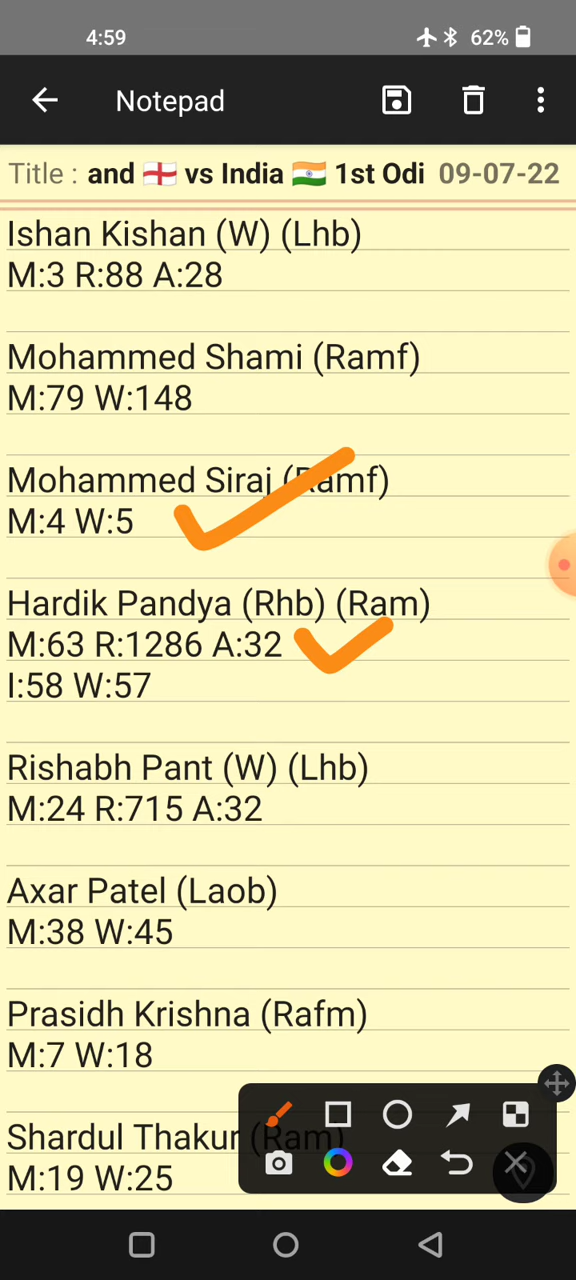 4:59
62%
Notepad
Title : and 🏴󠁧󠁢󠁥󠁮󠁧󠁿 vs India 🇮🇳 1st Odi 09-07-22
Ishan Kishan (W) (Lhb)
M:3 R:88 A:28
Mohammed Shami (Ramf)
M:79 W:148
Mohammed Siraj (Ramf)
M:4 W:5
Hardik Pandya (Rhb) (Ram)
M:63 R:1286 A:32
I:58 W:57
Rishabh Pant (W) (Lhb)
M:24 R:715 A:32
Axar Patel (Laob)
M:38 W:45
Prasidh Krishna (Rafm)
M:7 W:18
Shardul Thakur (Ram)
M:19 W:25